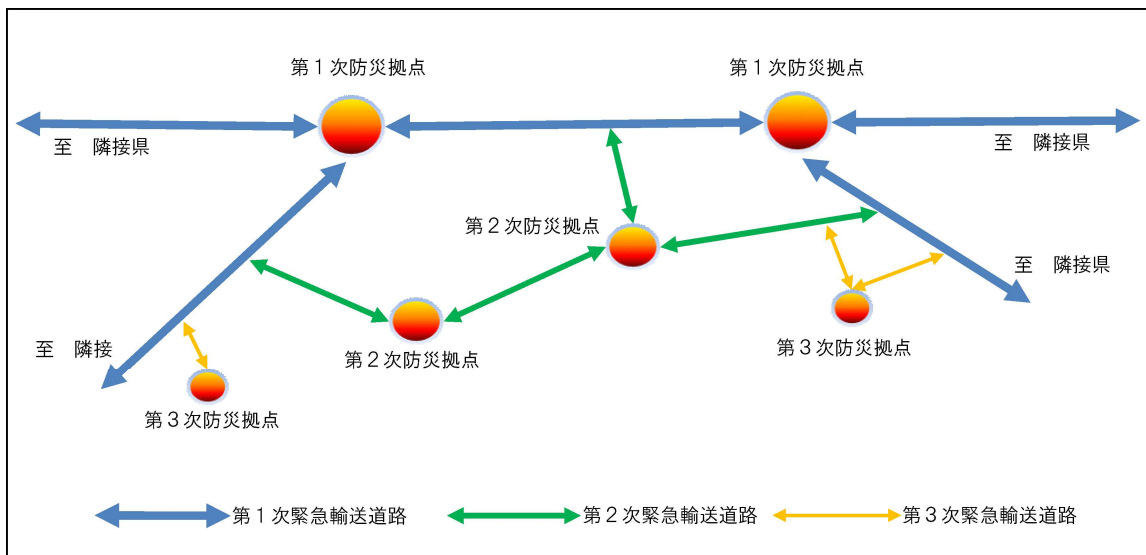 第１次防災拠点
第１次防災拠点
至　隣接県
至　隣接県
第２次防災拠点
至　隣接県
至　隣接
第２次防災拠点
第３次防災拠点
第３次防災拠点
第１次緊急輸送道路
第２次緊急輸送道路
第３次緊急輸送道路